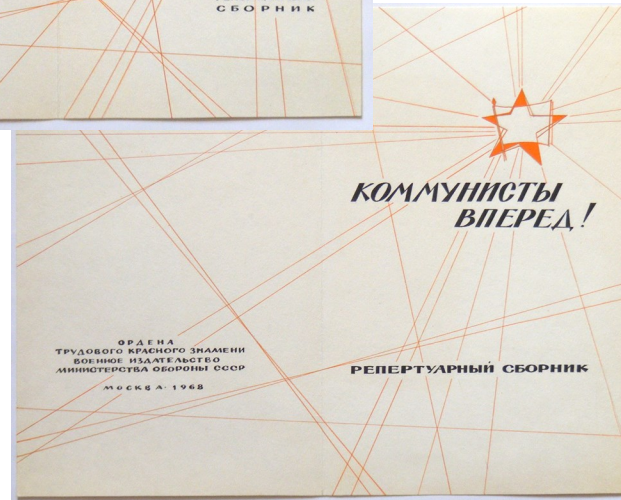 СБОРНИК
КОММУНИСТЫ
ВПЕРЕД!
ОРДЕНА
ТРУДОВОГО КРАСНОГО ЗНАМЕНИ
ВОЕННОЕ ИЗДАТЕЛЬСТВО
МИНИСТЕРСТВА ОБОРОНЫ СССР
МОСКВА · 1968
РЕПЕРТУАРНЫЙ СБОРНИК